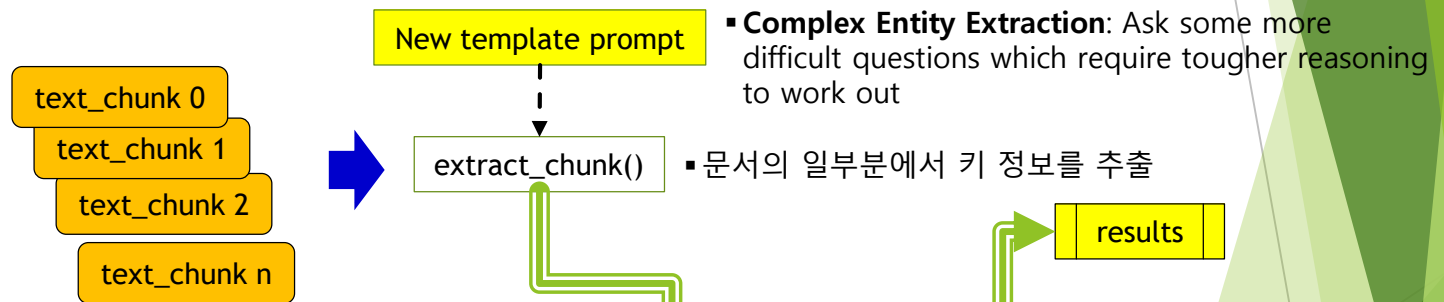 New template prompt
▪ Complex Entity Extraction: Ask some more
difficult questions which require tougher reasoning
to work out
text_chunk 0
text_chunk 1
text_chunk 2
text_chunk n
extract_chunk()
▪ 문서의 일부분에서 키 정보를 추출
results